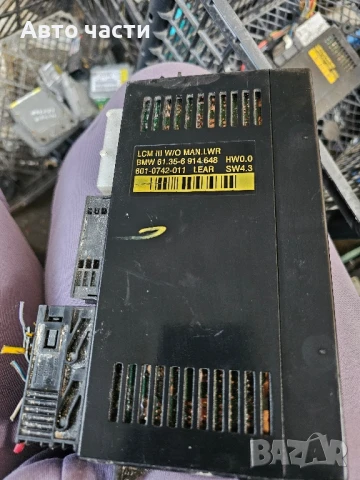 Авто части
LCM III W/O MAN.LWR
BMW 61.35-6 914.648 HW0.0
601-0742-011 LEAR SW4.3
BAZAR